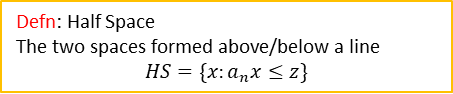 Defn: Half Space
The two spaces formed above/below a line
𝐻𝑆 = {𝑥: 𝑎ₙ𝑥 ≤ 𝑧}